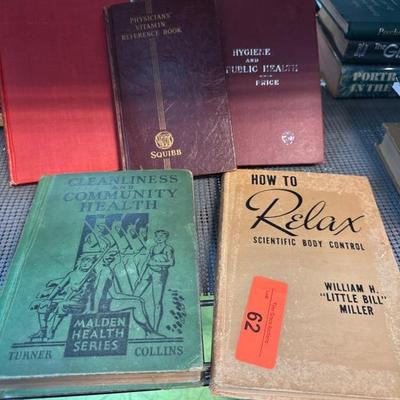 PHYSICIANS'
VITAMIN
REFERENCE BOOK
SQUIBB
HYGIENE
AND
PUBLIC HEALTH
PRICE
CLEANLINESS
AND
COMMUNITY
HEALTH
MALDEN
HEALTH
SERIES
TURNER
COLLINS
HOW TO
Relax
SCIENTIFIC BODY CONTROL
WILLIAM H.
"LITTLE BILL"
MILLER
62